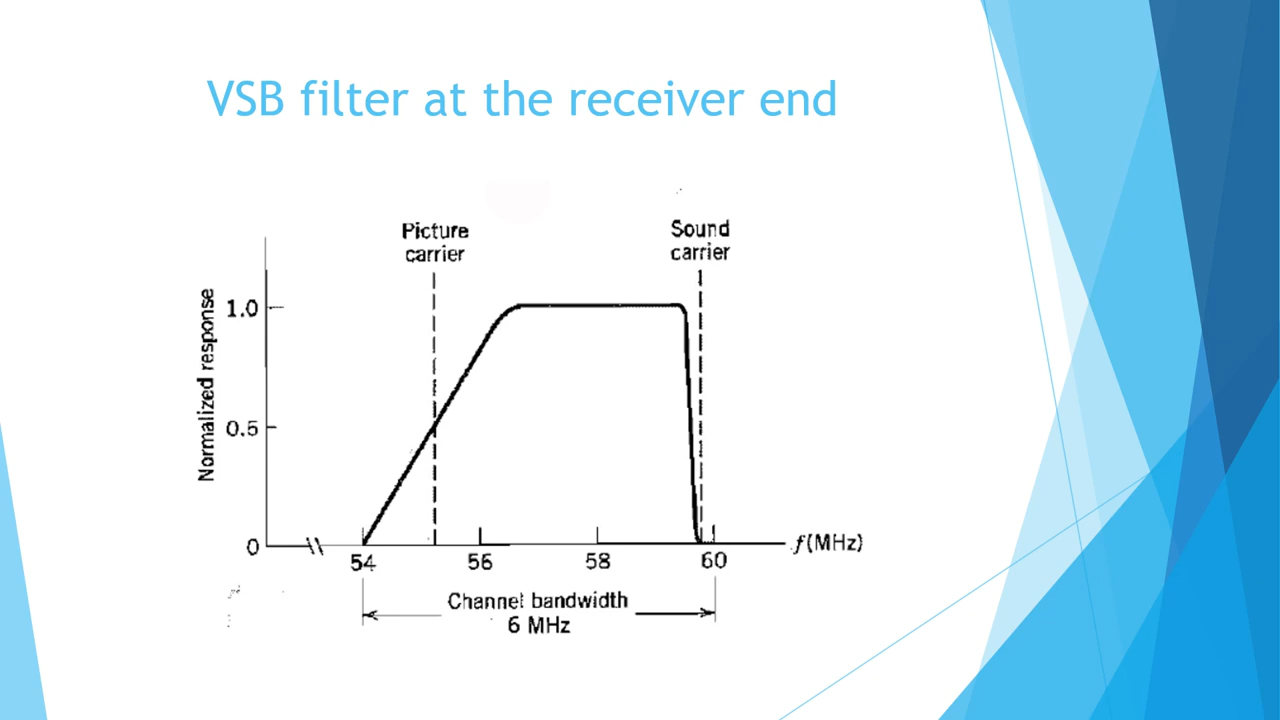 VSB filter at the receiver end
Picture
carrier
Sound
carrier
Normalized response
1.0
0.5
0
54
56
58
60
f(MHz)
Channel bandwidth
6 MHz